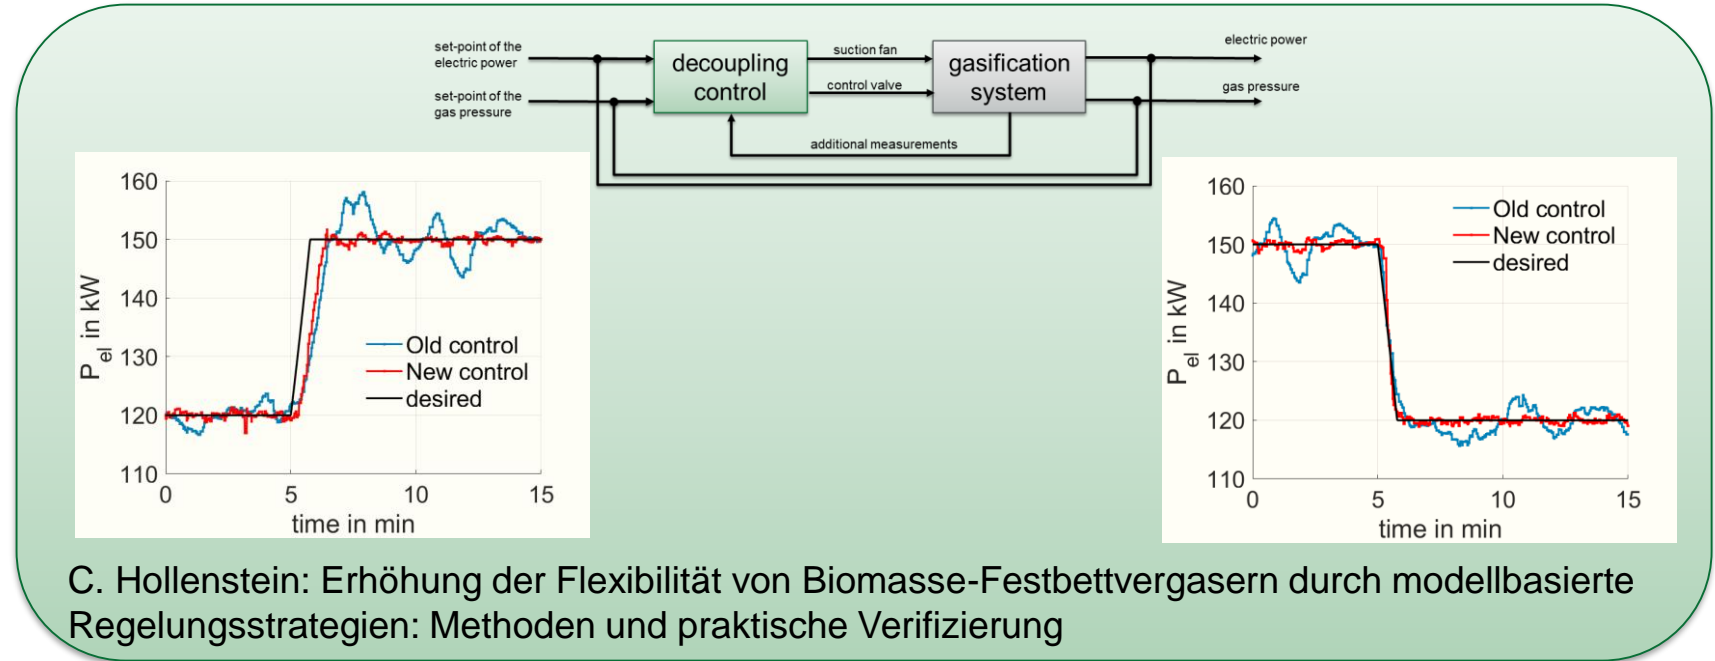 set-point of the
electric power
set-point of the
gas pressure
decoupling
control
suction fan
control valve
gasification
system
electric power
gas pressure
additional measurements
160
150
140
130
120
110
0
5
10
15
P_el in kW
time in min
Old control
New control
desired
160
150
140
130
120
110
0
5
10
15
P_el in kW
time in min
Old control
New control
desired
C. Hollenstein: Erhöhung der Flexibilität von Biomasse-Festbettvergasern durch modellbasierte
Regelungsstrategien: Methoden und praktische Verifizierung